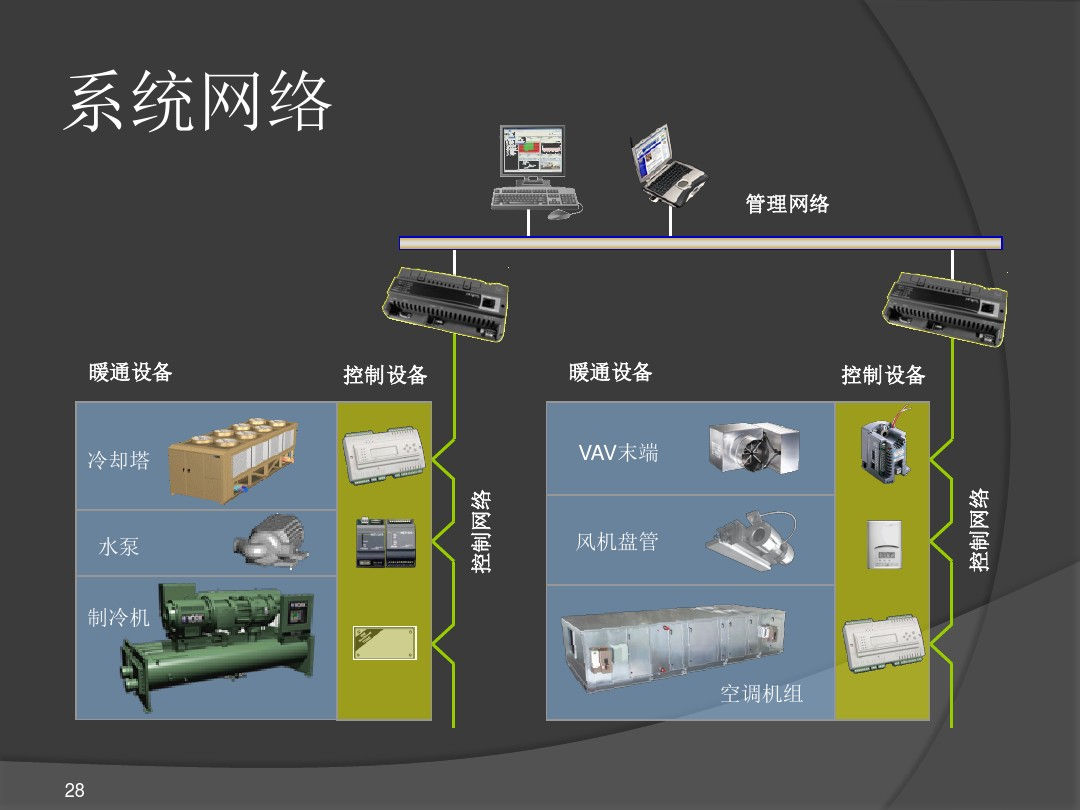 系统网络
管理网络
暖通设备
控制设备
冷却塔
水泵
制冷机
控制网络
暖通设备
控制设备
VAV末端
风机盘管
空调机组
控制网络
28